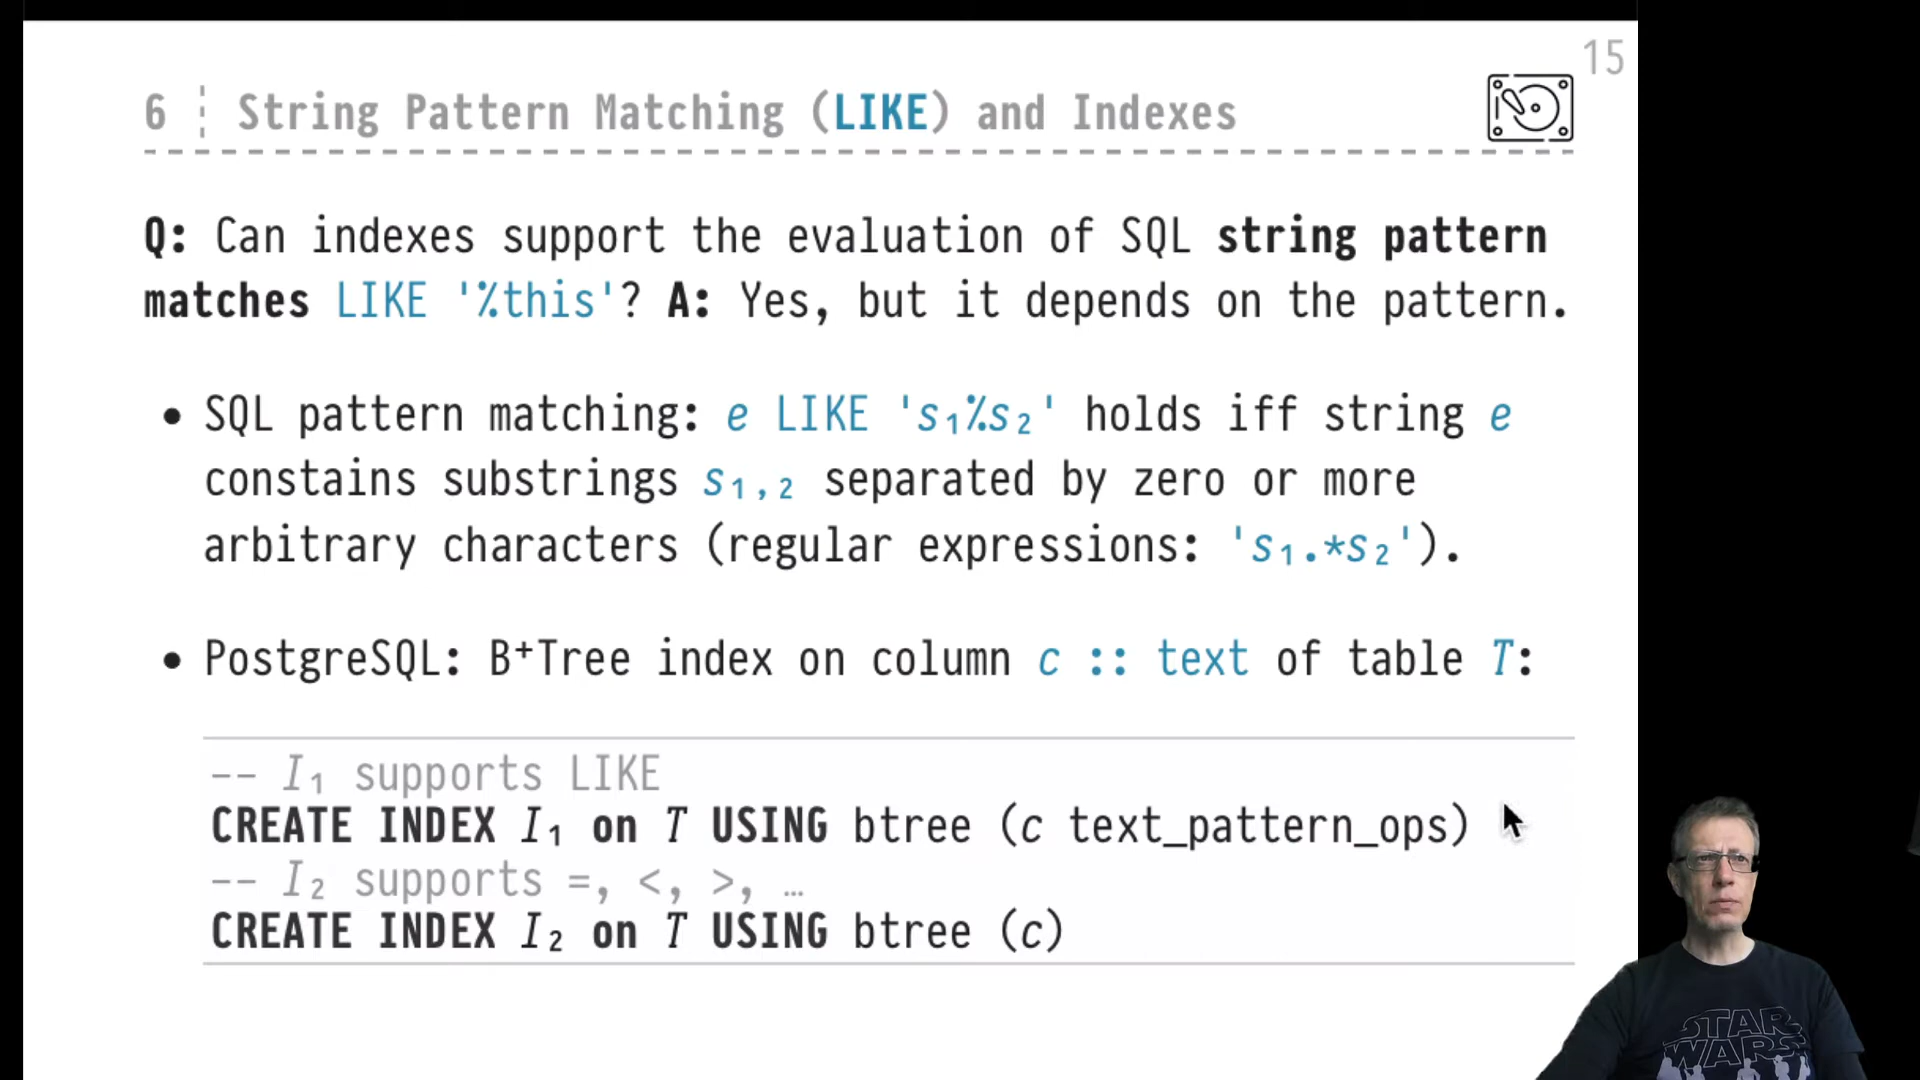 15
6 ┆ String Pattern Matching (LIKE) and Indexes
Q: Can indexes support the evaluation of SQL string pattern
matches LIKE '%this'? A: Yes, but it depends on the pattern.
• SQL pattern matching: e LIKE 's₁%s₂' holds iff string e
constains substrings s₁,₂ separated by zero or more
arbitrary characters (regular expressions: 's₁.*s₂').
• PostgreSQL: B⁺Tree index on column c :: text of table T:
-- I₁ supports LIKE
CREATE INDEX I₁ on T USING btree (c text_pattern_ops)
-- I₂ supports =, <, >, …
CREATE INDEX I₂ on T USING btree (c)
STAR
WARS